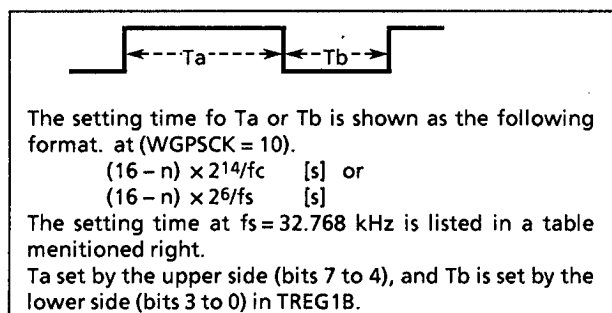 Ta Tb
The setting time fo Ta or Tb is shown as the following
format. at (WGPSCK = 10).
(16 – n) × 2¹⁴/fc [s] or
(16 – n) × 2⁶/fs [s]
The setting time at fs = 32.768 kHz is listed in a table
menitioned right.
Ta set by the upper side (bits 7 to 4), and Tb is set by the
lower side (bits 3 to 0) in TREG1B.